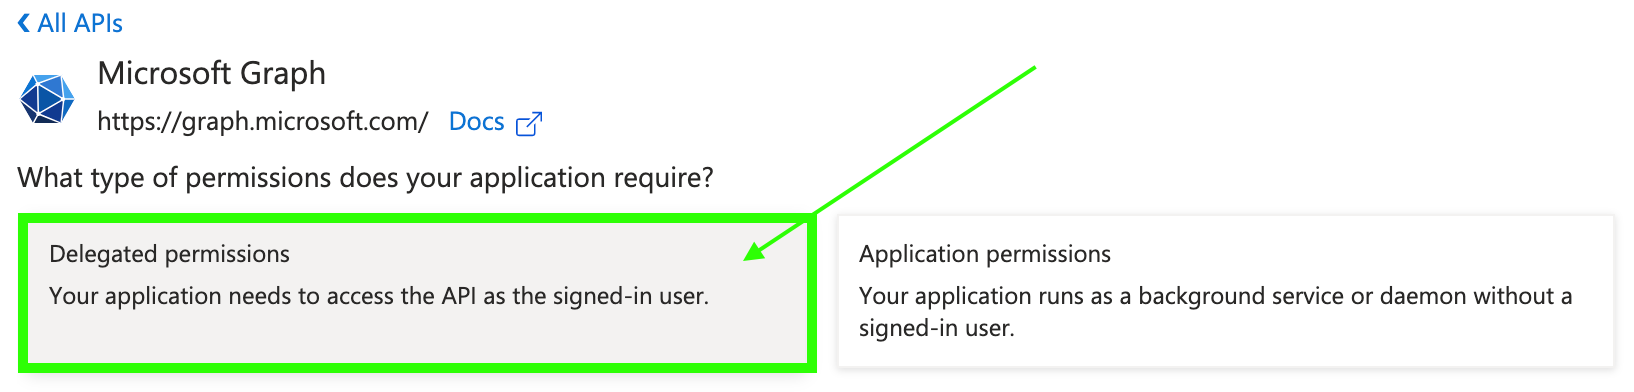 All APIs
Microsoft Graph
https://graph.microsoft.com/ Docs
What type of permissions does your application require?
Delegated permissions
Your application needs to access the API as the signed-in user.
Application permissions
Your application runs as a background service or daemon without a
signed-in user.